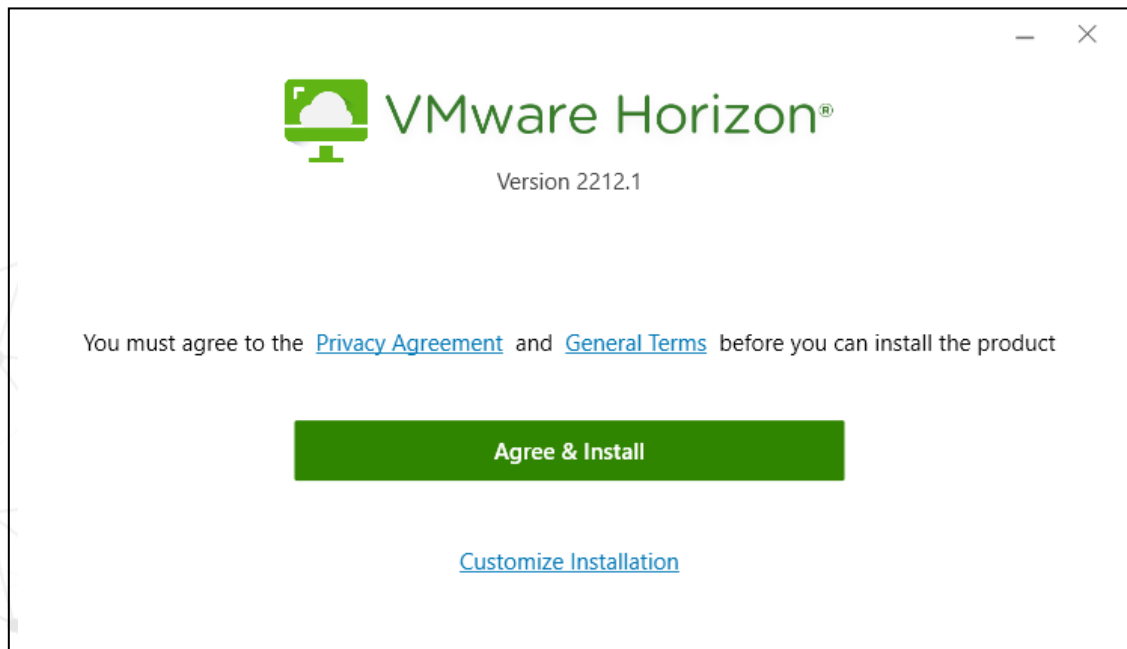 VMware Horizon®
Version 2212.1
You must agree to the Privacy Agreement and General Terms before you can install the product
Agree & Install
Customize Installation